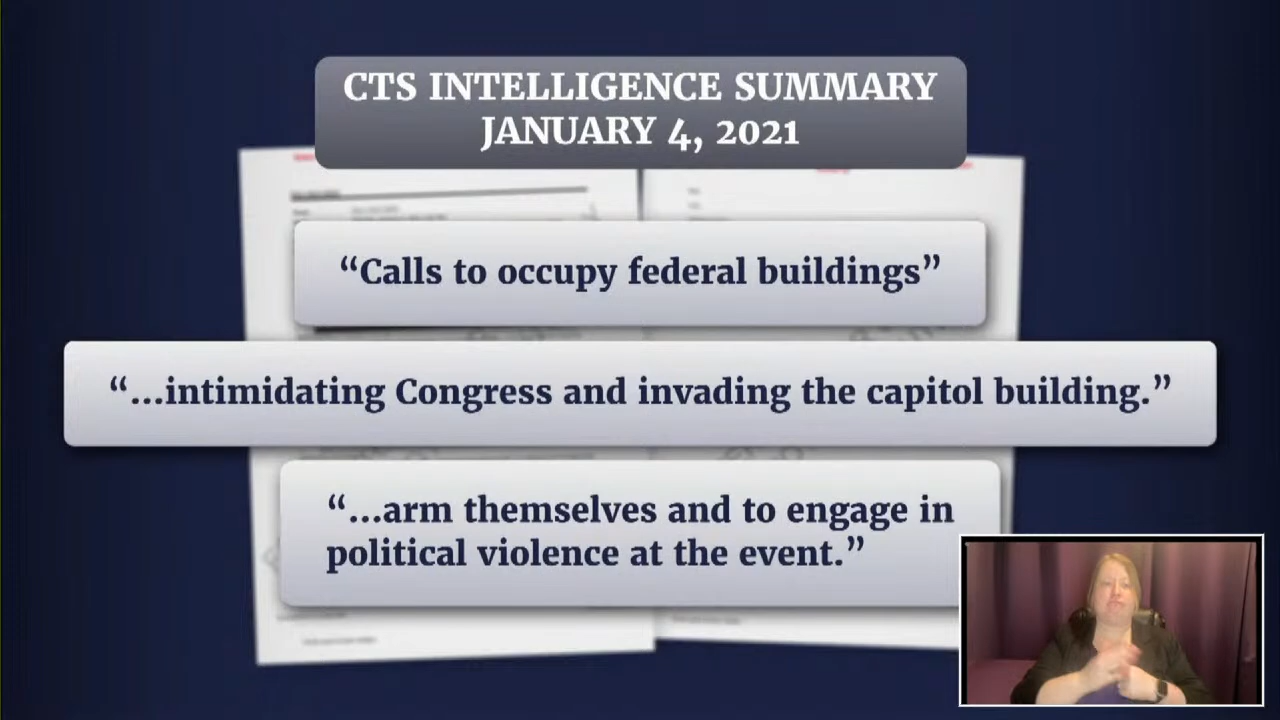 CTS INTELLIGENCE SUMMARY
JANUARY 4, 2021
“Calls to occupy federal buildings”
“...intimidating Congress and invading the capitol building.”
“...arm themselves and to engage in
political violence at the event.”